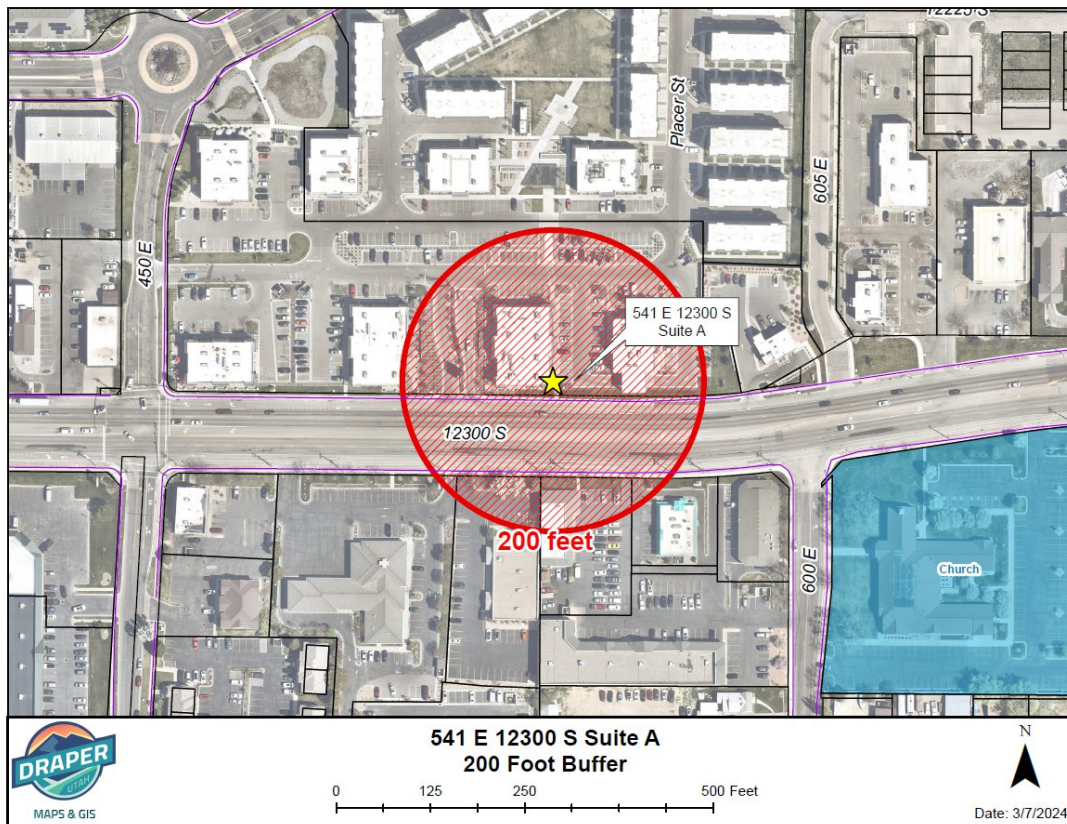 12225 S
Placer St
605 E
450 E
541 E 12300 S
Suite A
12300 S
200 feet
600 E
Church
DRAPER
UTAH
MAPS & GIS
541 E 12300 S Suite A
200 Foot Buffer
0 125 250 500 Feet
N
Date: 3/7/2024